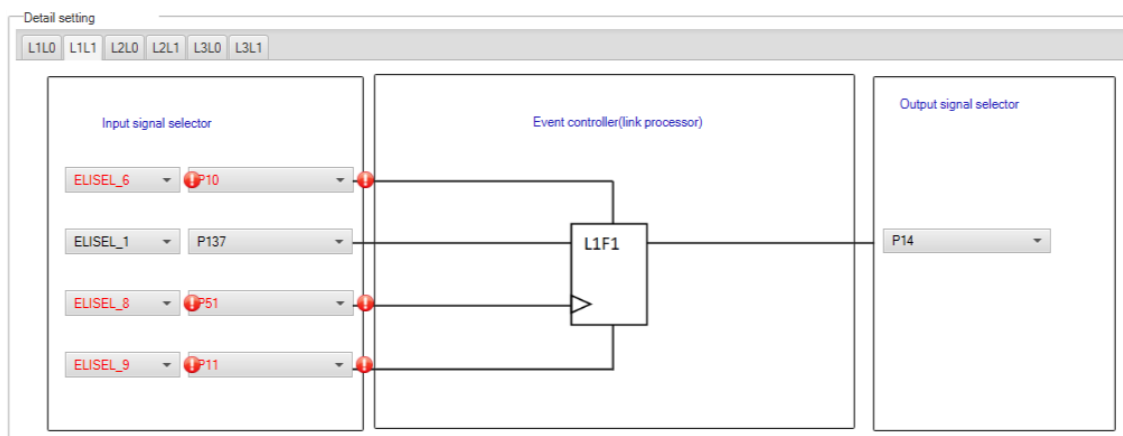 Detail setting
L1L0 L1L1 L2L0 L2L1 L3L0 L3L1
Input signal selector
Event controller(link processor)
Output signal selector
ELISEL_6 P10
ELISEL_1 P137
L1F1
P14
ELISEL_8 P51
ELISEL_9 P11